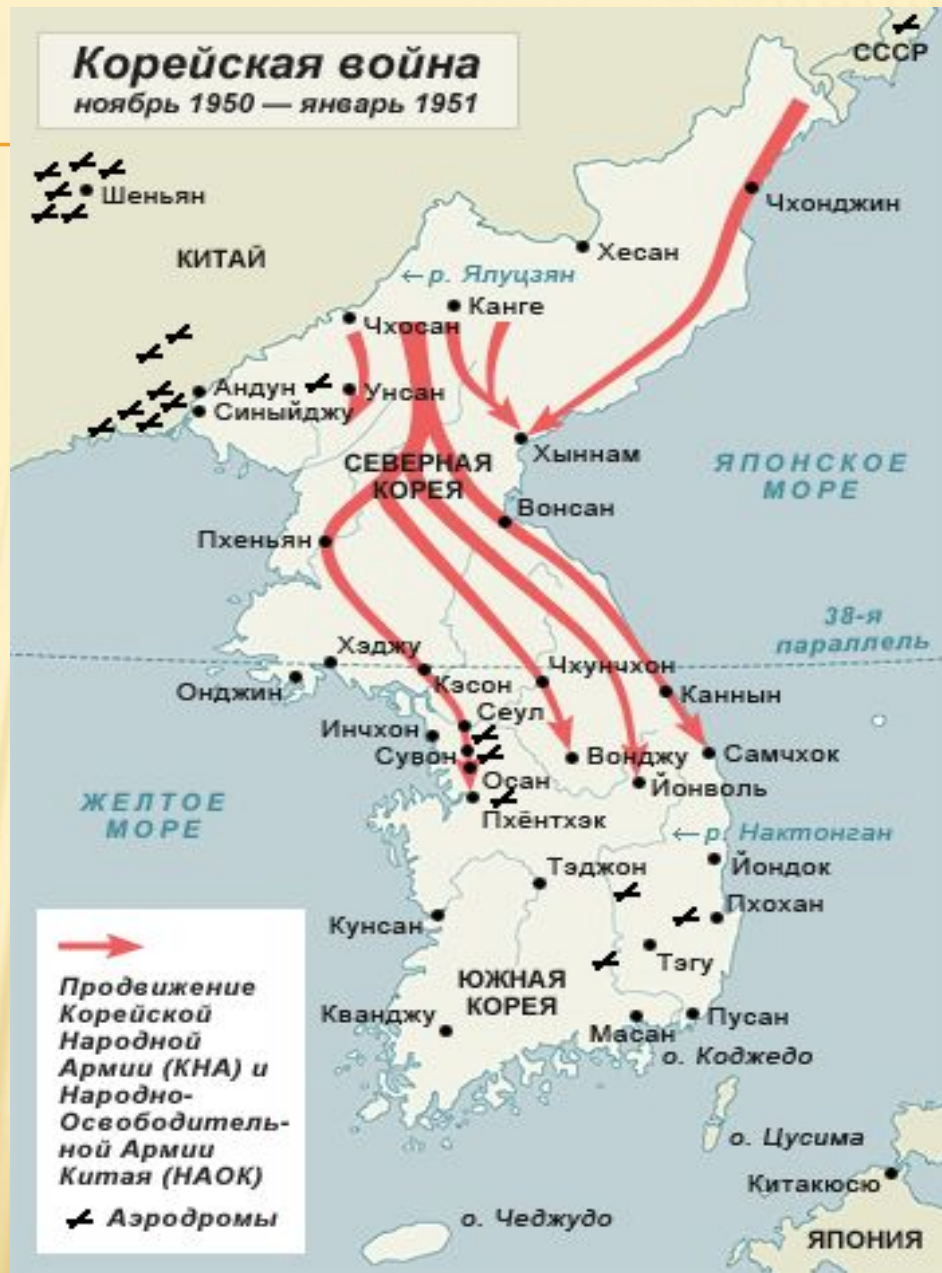 Корейская война
ноябрь 1950 — январь 1951
СССР
Шеньян
Чхонджин
КИТАЙ
Хесан
← р. Ялуцзян
Канге
Чхосан
Андун
Унсан
Синыйджу
Хыннам
СЕВЕРНАЯ
КОРЕЯ
ЯПОНСКОЕ
МОРЕ
Вонсан
Пхеньян
38-я
параллель
Хэджу
Чхунчхон
Онджин
Кэсон
Каннын
Сеул
Инчхон
Сувон
Вонджу
Самчхок
Осан
Йонволь
ЖЕЛТОЕ
МОРЕ
Пхёнтхэк
← р. Нактонган
Тэджон
Йондок
Пхохан
Кунсан
Тэгу
ЮЖНАЯ
КОРЕЯ
Кванджу
Масан
Пусан
о. Коджедо
о. Цусима
Китакюсю
о. Чеджудо
ЯПОНИЯ
Продвижение
Корейской
Народной
Армии (КНА) и
Народно-
Освободитель-
ной Армии
Китая (НАОК)
Аэродромы